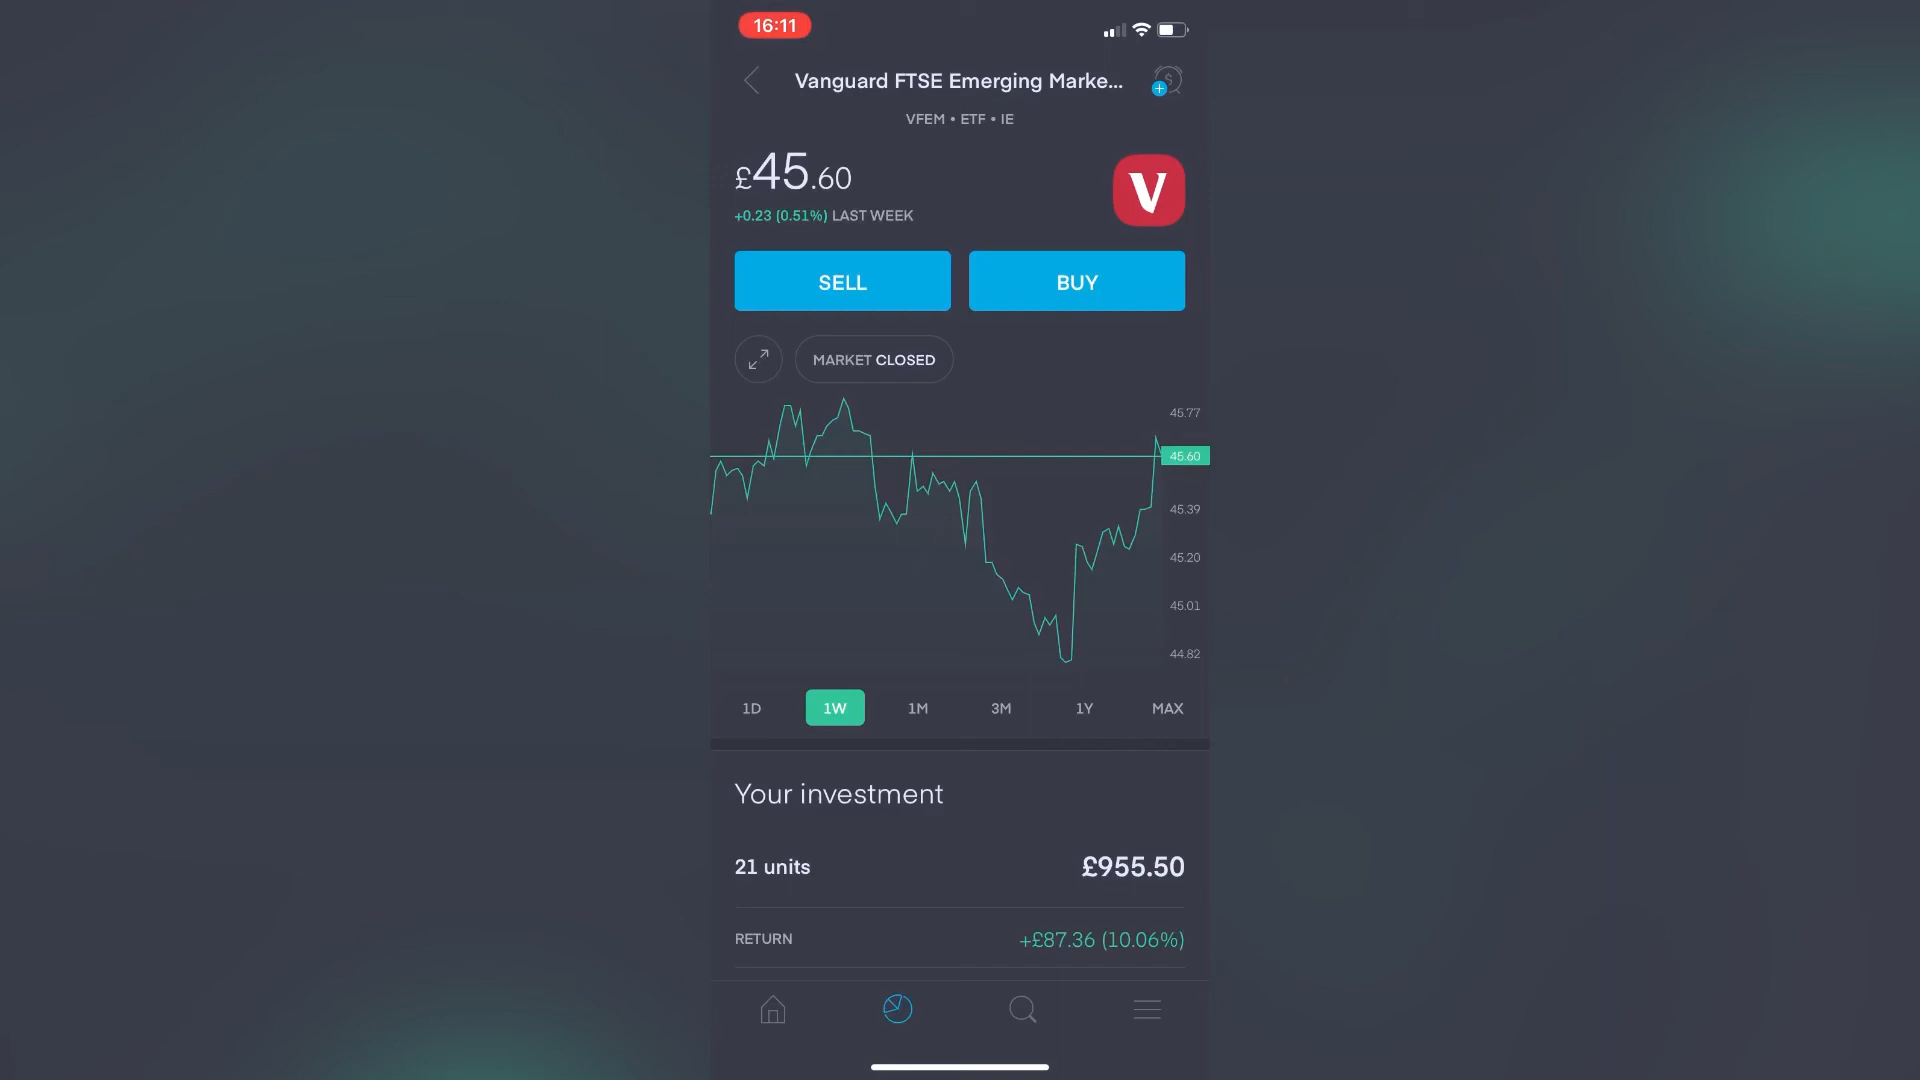 16:11
Vanguard FTSE Emerging Marke...
VFEM • ETF • IE
£45.60
V
+0.23 (0.51%) LAST WEEK
SELL
BUY
MARKET CLOSED
45.77
45.60
45.39
45.20
45.01
44.82
1D
1W
1M
3M
1Y
MAX
Your investment
21 units
£955.50
RETURN
+£87.36 (10.06%)